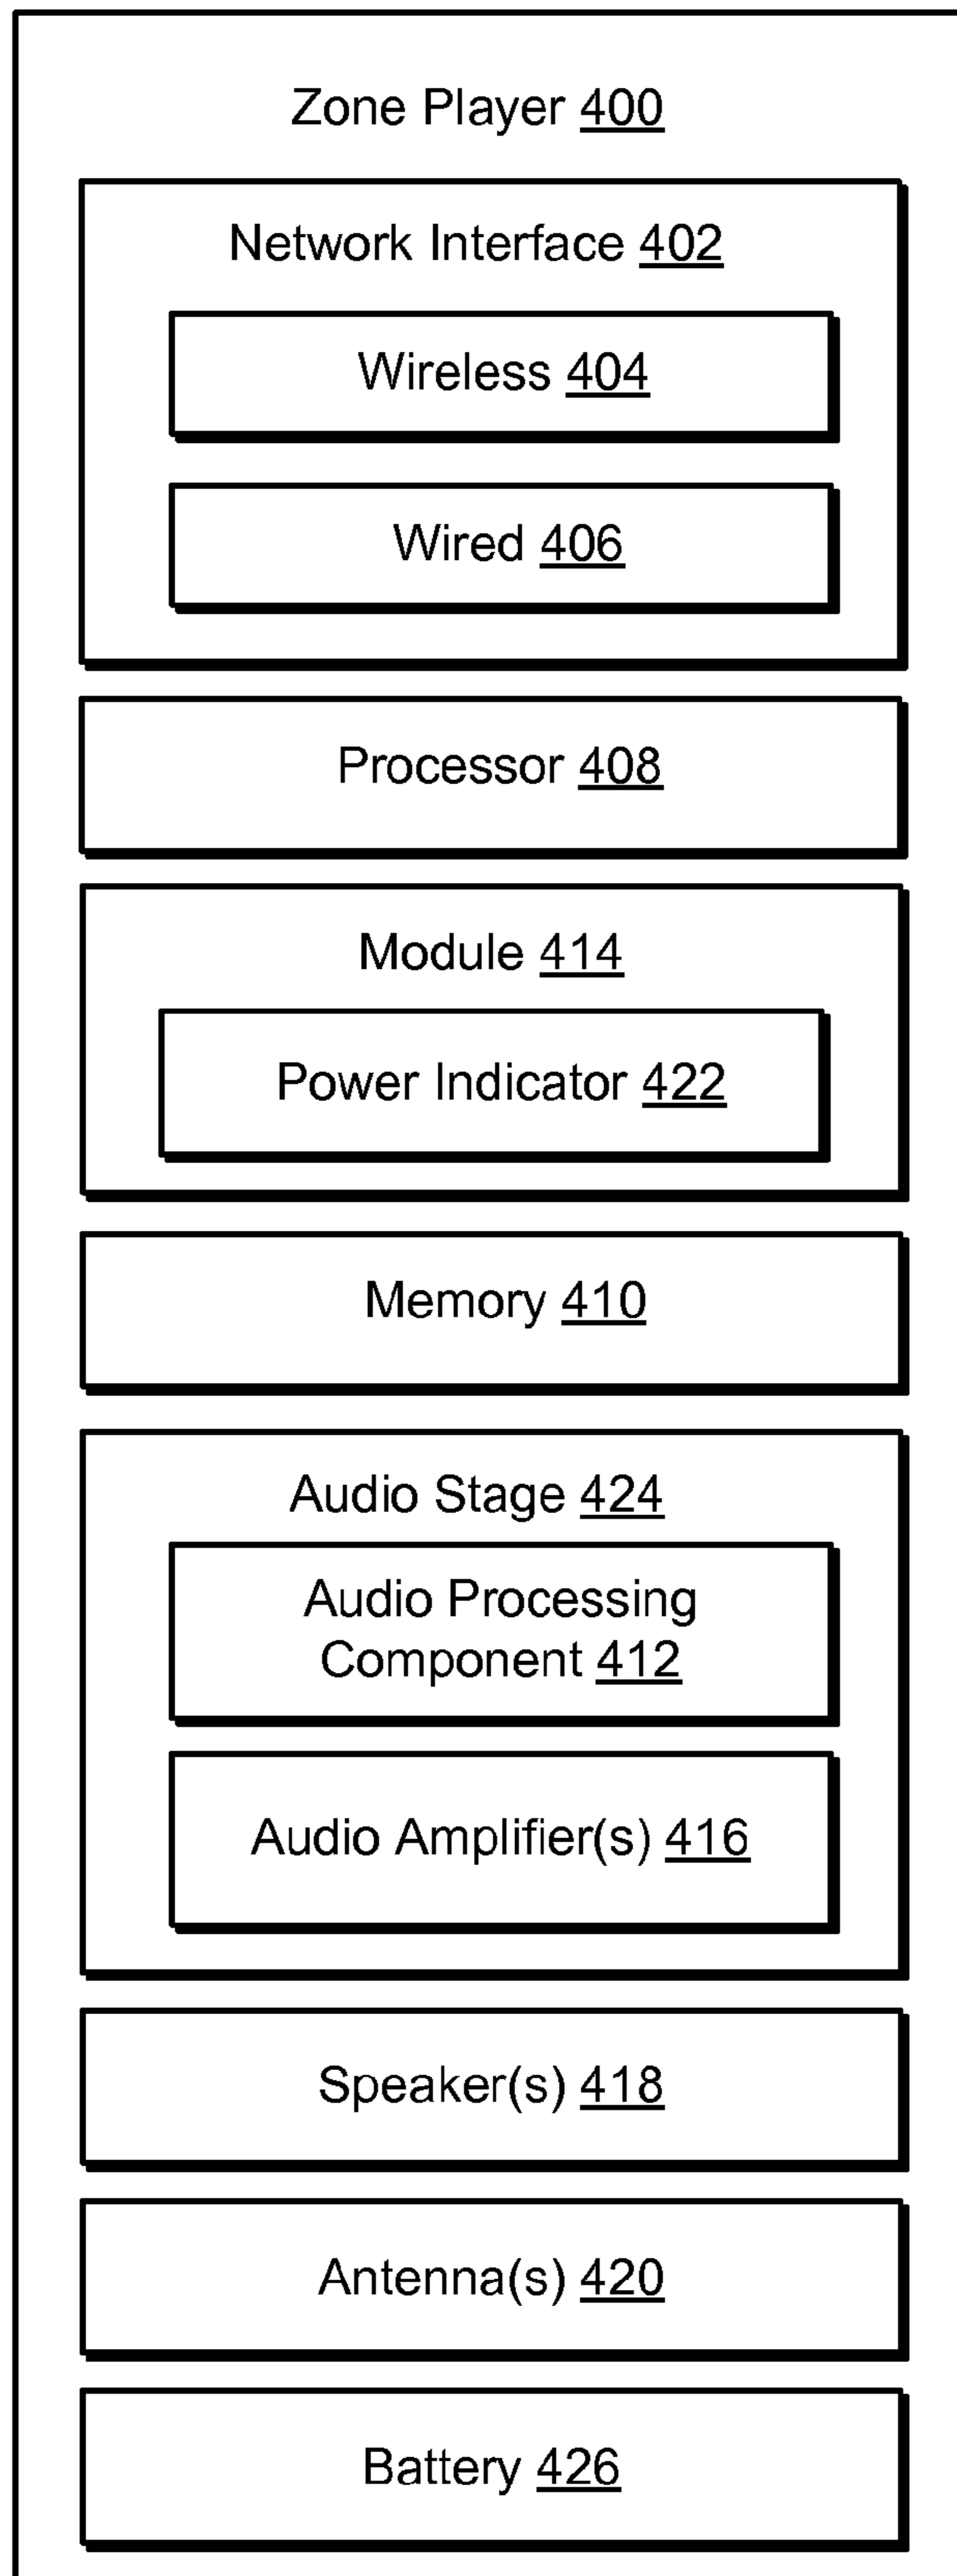 Zone Player 400
Network Interface 402
Wireless 404
Wired 406
Processor 408
Module 414
Power Indicator 422
Memory 410
Audio Stage 424
Audio Processing
Component 412
Audio Amplifier(s) 416
Speaker(s) 418
Antenna(s) 420
Battery 426